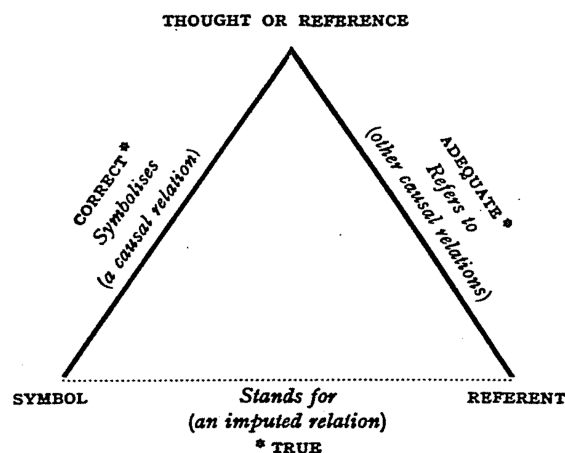 THOUGHT OR REFERENCE
CORRECT *
Symbolises
(a causal relation)
ADEQUATE *
Refers to
(other causal relations)
SYMBOL
Stands for
(an imputed relation)
* TRUE
REFERENT